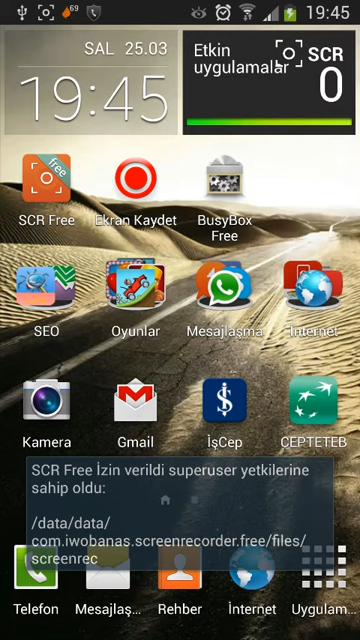 69
19:45
SAL 25.03
19:45
Etkin
uygulamalar
SCR
0
free
SCR Free
Ekran Kaydet
BusyBox
Free
SEO
Oyunlar
Mesajlaşma
İnternet
Kamera
Gmail
İşCep
CEPTETEB
SCR Free İzin verildi superuser yetkilerine
sahip oldu:
/data/data/
com.iwobanas.screenrecorder.free/files/
screenrec
Telefon
Mesajlaş...
Rehber
İnternet
Uygulam...